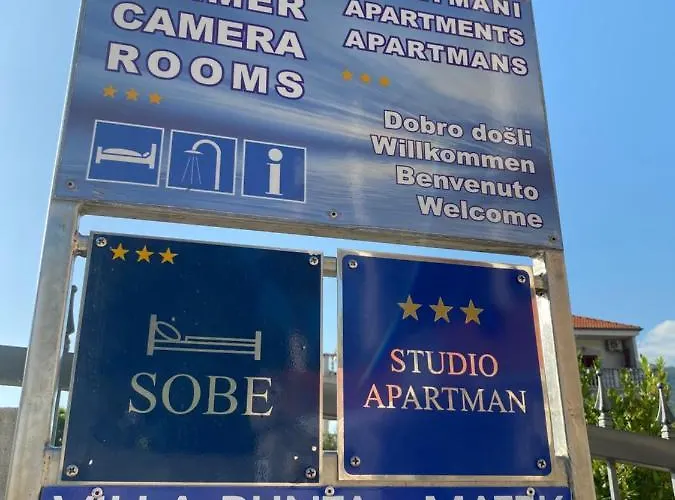 CAMERA
ROOMS
APARTMENTS
APARTMANS
Dobro došli
Willkommen
Benvenuto
Welcome
i
SOBE
STUDIO
APARTMAN